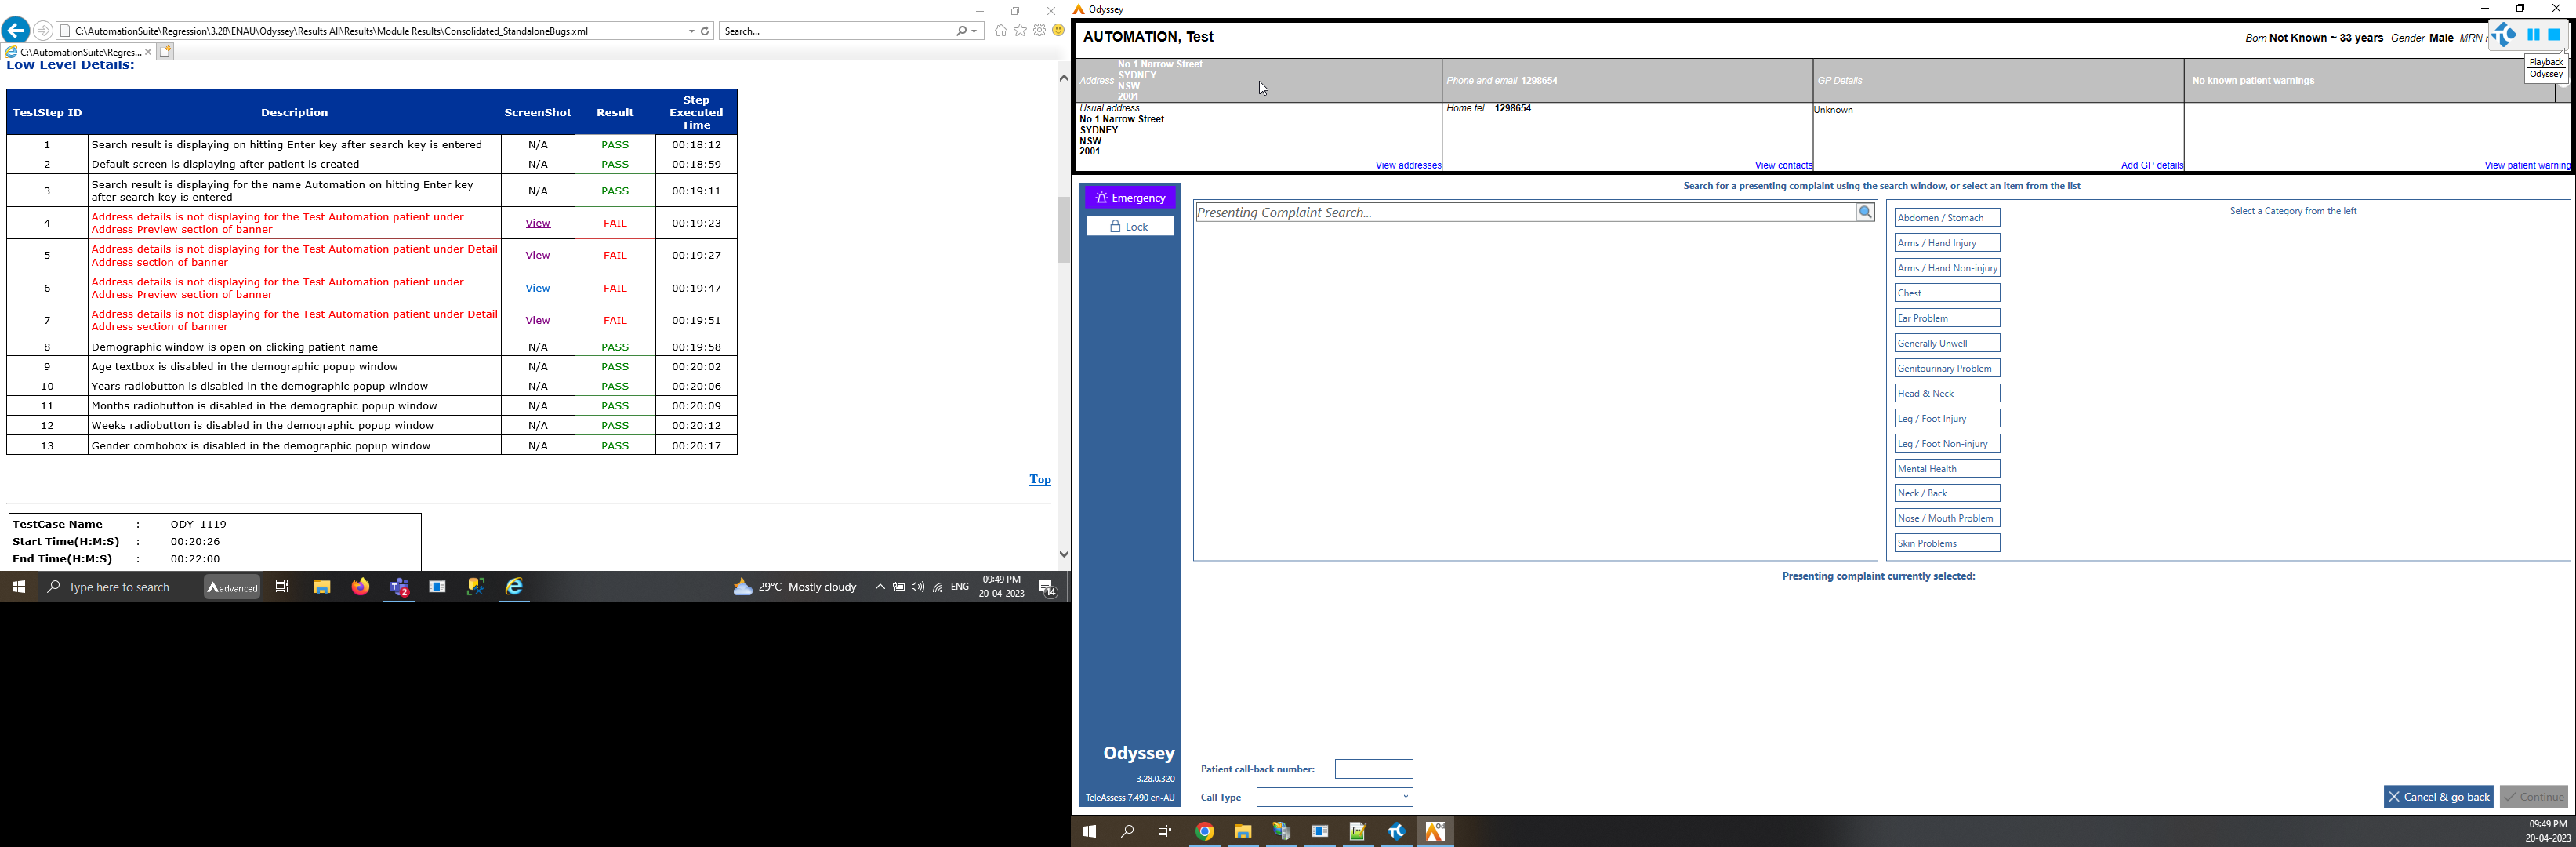 C:\AutomationSuite\Regression\3.28\ENAU\Odyssey\Results All\Results\Module Results\Consolidated_StandaloneBugs.xml
Search...
C:\AutomationSuite\Regres...
Low Level Details:
TestStep ID Description ScreenShot Result Step Executed Time
1 Search result is displaying on hitting Enter key after search key is entered N/A PASS 00:18:12
2 Default screen is displaying after patient is created N/A PASS 00:18:59
3 Search result is displaying for the name Automation on hitting Enter key after search key is entered N/A PASS 00:19:11
4 Address details is not displaying for the Test Automation patient under Address Preview section of banner View FAIL 00:19:23
5 Address details is not displaying for the Test Automation patient under Detail Address section of banner View FAIL 00:19:27
6 Address details is not displaying for the Test Automation patient under Address Preview section of banner View FAIL 00:19:47
7 Address details is not displaying for the Test Automation patient under Detail Address section of banner View FAIL 00:19:51
8 Demographic window is open on clicking patient name N/A PASS 00:19:58
9 Age textbox is disabled in the demographic popup window N/A PASS 00:20:02
10 Years radiobutton is disabled in the demographic popup window N/A PASS 00:20:06
11 Months radiobutton is disabled in the demographic popup window N/A PASS 00:20:09
12 Weeks radiobutton is disabled in the demographic popup window N/A PASS 00:20:12
13 Gender combobox is disabled in the demographic popup window N/A PASS 00:20:17
Top
TestCase Name : ODY_1119
Start Time(H:M:S) : 00:20:26
End Time(H:M:S) : 00:22:00
Type here to search
advanced
2
29°C Mostly cloudy
ENG
09:49 PM
20-04-2023
14
Odyssey
AUTOMATION, Test
Born Not Known ~ 33 years Gender Male MRN
Playback
Odyssey
Address
No 1 Narrow Street
SYDNEY
NSW
2001
Phone and email 1298654
GP Details
No known patient warnings
Usual address
No 1 Narrow Street
SYDNEY
NSW
2001
View addresses
Home tel. 1298654
View contacts
Unknown
Add GP details
View patient warning
Emergency
Lock
Search for a presenting complaint using the search window, or select an item from the list
Presenting Complaint Search...
Abdomen / Stomach
Arms / Hand Injury
Arms / Hand Non-injury
Chest
Ear Problem
Generally Unwell
Genitourinary Problem
Head & Neck
Leg / Foot Injury
Leg / Foot Non-injury
Mental Health
Neck / Back
Nose / Mouth Problem
Skin Problems
Select a Category from the left
Presenting complaint currently selected:
Odyssey
3.28.0.320
TeleAssess 7.490 en-AU
Patient call-back number:
Call Type
Cancel & go back
Continue
09:49 PM
20-04-2023